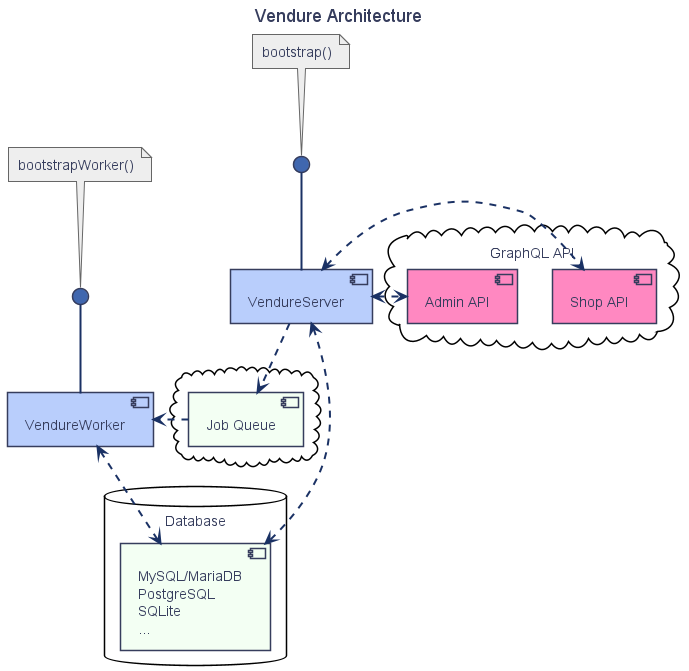 Vendure Architecture
bootstrap()
bootstrapWorker()
GraphQL API
VendureServer
Admin API
Shop API
VendureWorker
Job Queue
Database
MySQL/MariaDB
PostgreSQL
SQLite
...